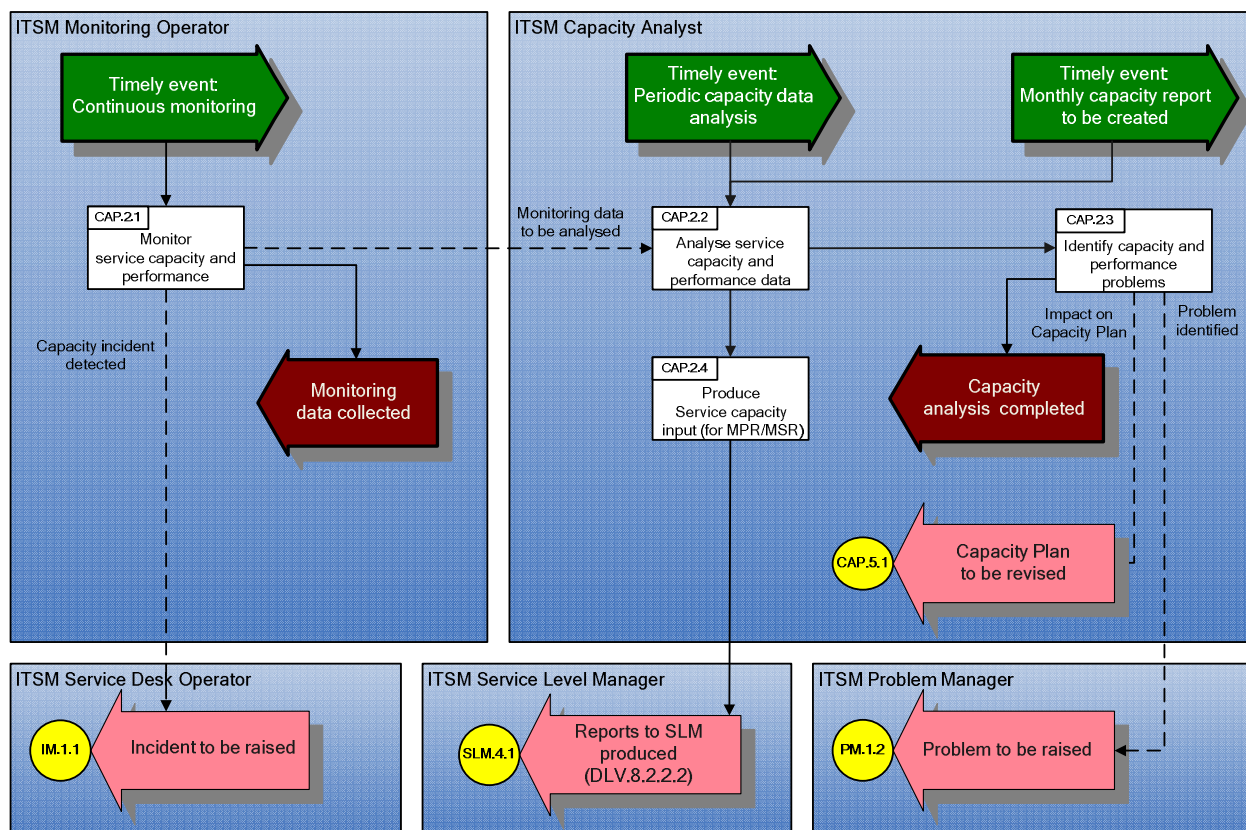 ITSM Monitoring Operator
Timely event:
Continuous monitoring
CAP.2.1
Monitor
service capacity and
performance
Capacity incident
detected
Monitoring
data collected
Monitoring data
to be analysed
ITSM Capacity Analyst
Timely event:
Periodic capacity data
analysis
Timely event:
Monthly capacity report
to be created
CAP.2.2
Analyse service
capacity and
performance data
CAP.2.3
Identify capacity and
performance
problems
Impact on
Capacity Plan
Problem
identified
CAP.2.4
Produce
Service capacity
input (for MPR/MSR)
Capacity
analysis completed
CAP.5.1
Capacity Plan
to be revised
ITSM Service Desk Operator
IM.1.1
Incident to be raised
ITSM Service Level Manager
SLM.4.1
Reports to SLM
produced
(DLV.8.2.2.2)
ITSM Problem Manager
PM.1.2
Problem to be raised